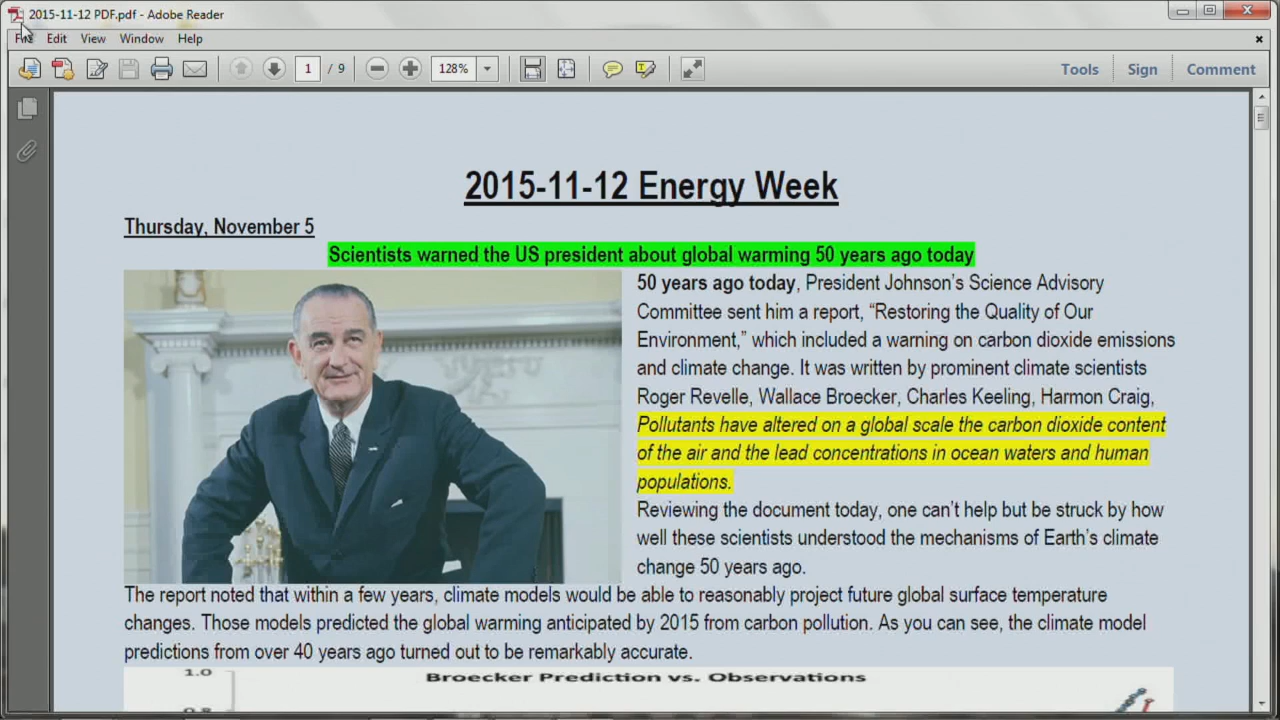 2015-11-12 PDF.pdf - Adobe Reader
Edit View Window Help
1 / 9 128% Tools Sign Comment
2015-11-12 Energy Week
Thursday, November 5
Scientists warned the US president about global warming 50 years ago today
50 years ago today, President Johnson’s Science Advisory
Committee sent him a report, “Restoring the Quality of Our
Environment,” which included a warning on carbon dioxide emissions
and climate change. It was written by prominent climate scientists
Roger Revelle, Wallace Broecker, Charles Keeling, Harmon Craig,
Pollutants have altered on a global scale the carbon dioxide content
of the air and the lead concentrations in ocean waters and human
populations.
Reviewing the document today, one can’t help but be struck by how
well these scientists understood the mechanisms of Earth’s climate
change 50 years ago.
The report noted that within a few years, climate models would be able to reasonably project future global surface temperature
changes. Those models predicted the global warming anticipated by 2015 from carbon pollution. As you can see, the climate model
predictions from over 40 years ago turned out to be remarkably accurate.
1.0 Broecker Prediction vs. Observations